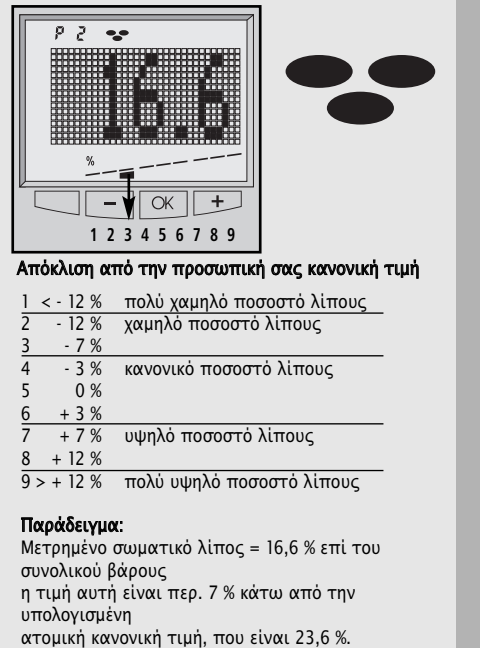 P 2
16.6
%
− OK +
1 2 3 4 5 6 7 8 9
Απόκλιση από την προσωπική σας κανονική τιμή
1 < - 12 % πολύ χαμηλό ποσοστό λίπους
2 - 12 % χαμηλό ποσοστό λίπους
3 - 7 %
4 - 3 % κανονικό ποσοστό λίπους
5 0 %
6 + 3 %
7 + 7 % υψηλό ποσοστό λίπους
8 + 12 %
9 > + 12 % πολύ υψηλό ποσοστό λίπους
Παράδειγμα:
Μετρημένο σωματικό λίπος = 16,6 % επί του
συνολικού βάρους
η τιμή αυτή είναι περ. 7 % κάτω από την
υπολογισμένη
ατομική κανονική τιμή, που είναι 23,6 %.